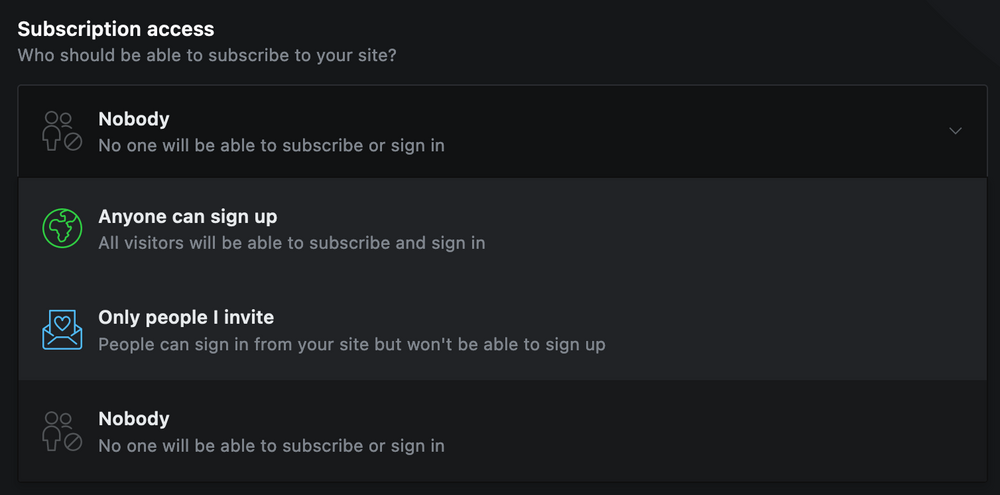 Subscription access
Who should be able to subscribe to your site?
Nobody
No one will be able to subscribe or sign in
Anyone can sign up
All visitors will be able to subscribe and sign in
Only people I invite
People can sign in from your site but won't be able to sign up
Nobody
No one will be able to subscribe or sign in